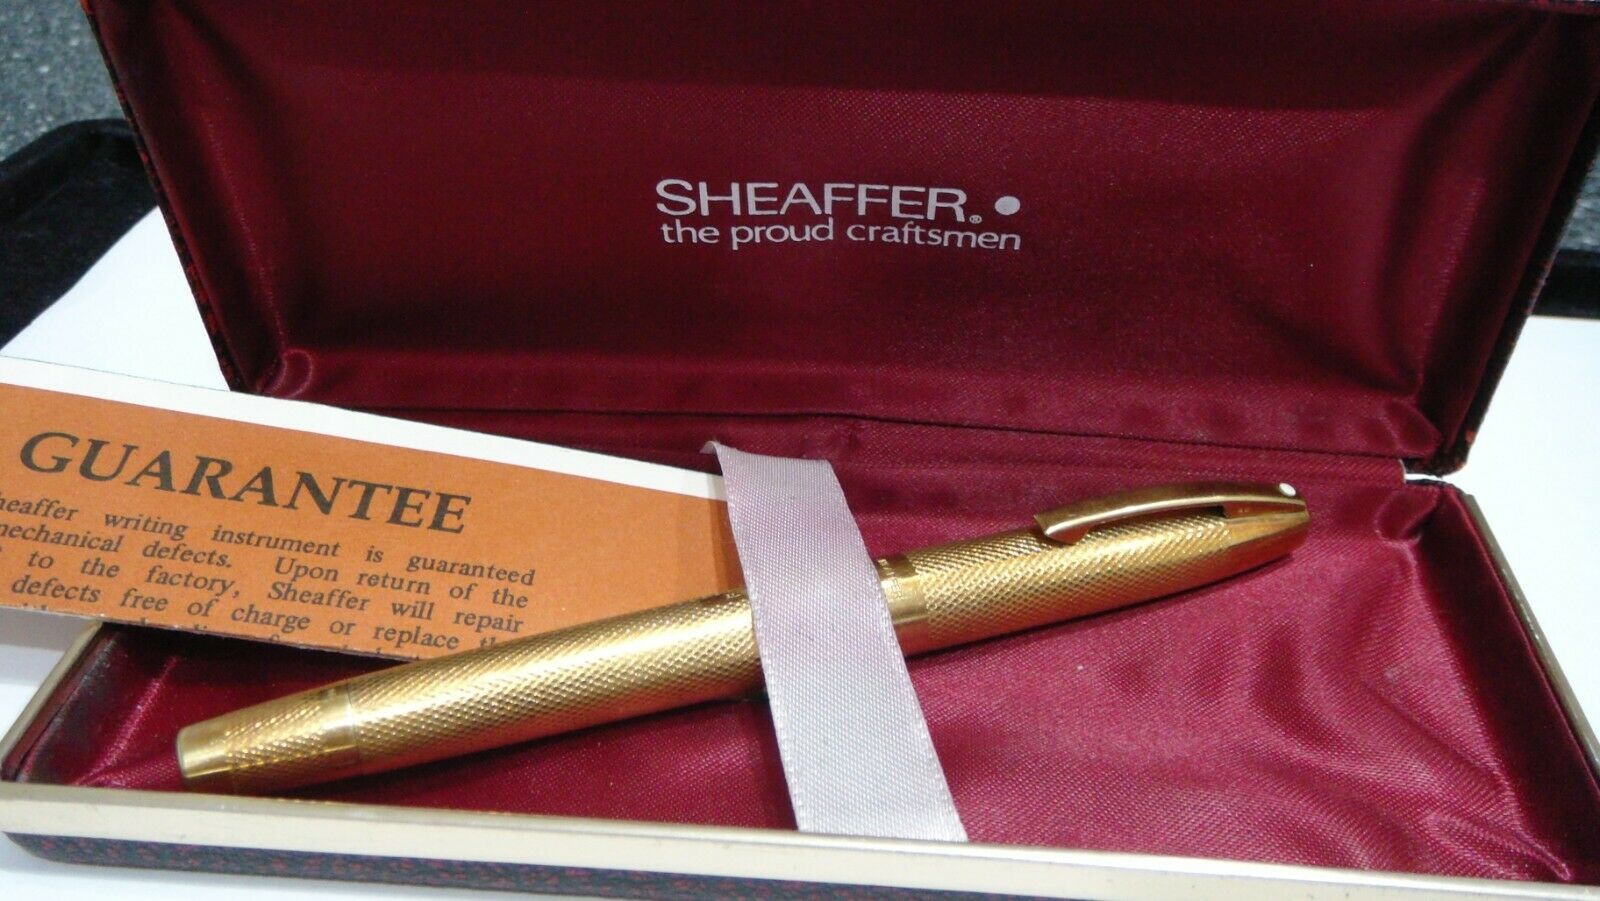 SHEAFFER.®
the proud craftsmen
GUARANTEE
heaffer writing instrument is guaranteed
mechanical defects. Upon return of the
to the factory, Sheaffer will repair
defects free of charge or replace